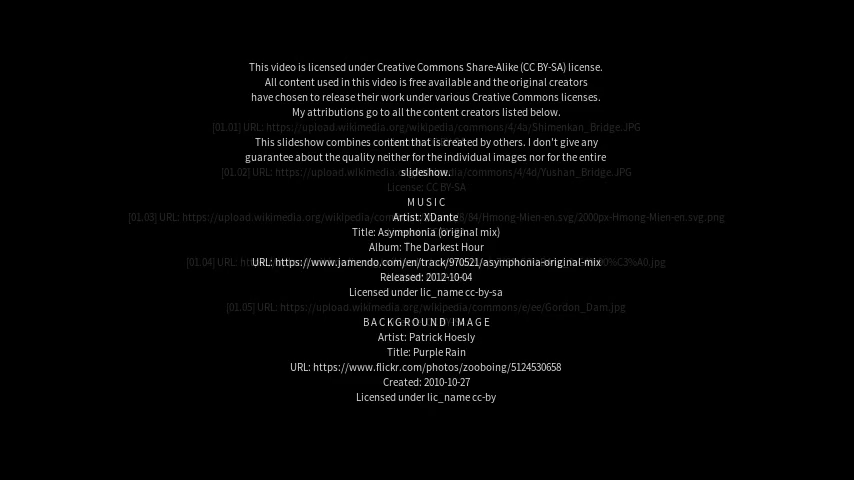 This video is licensed under Creative Commons Share-Alike (CC BY-SA) license.
All content used in this video is free available and the original creators
have chosen to release their work under various Creative Commons licenses.
My attributions go to all the content creators listed below.
[01.01] URL: https://upload.wikimedia.org/wikipedia/commons/4/4a/Shimenkan_Bridge.JPG
This slideshow combines content that is created by others. I don't give any
guarantee about the quality neither for the individual images nor for the entire
slideshow.
[01.02] URL: https://upload.wikimedia.org/wikipedia/commons/4/4d/Yushan_Bridge.JPG
License: CC BY-SA
MUSIC
Artist: XDante
[01.03] URL: https://upload.wikimedia.org/wikipedia/commons/8/84/Hmong-Mien-en.svg/2000px-Hmong-Mien-en.svg.png
Title: Asymphonia (original mix)
Album: The Darkest Hour
URL: https://www.jamendo.com/en/track/970521/asymphonia-original-mix
[01.04] URL:
Released: 2012-10-04
Licensed under lic_name cc-by-sa
[01.05] URL: https://upload.wikimedia.org/wikipedia/commons/e/ee/Gordon_Dam.jpg
BACKGROUND IMAGE
Artist: Patrick Hoesly
Title: Purple Rain
URL: https://www.flickr.com/photos/zooboing/5124530658
Created: 2010-10-27
Licensed under lic_name cc-by